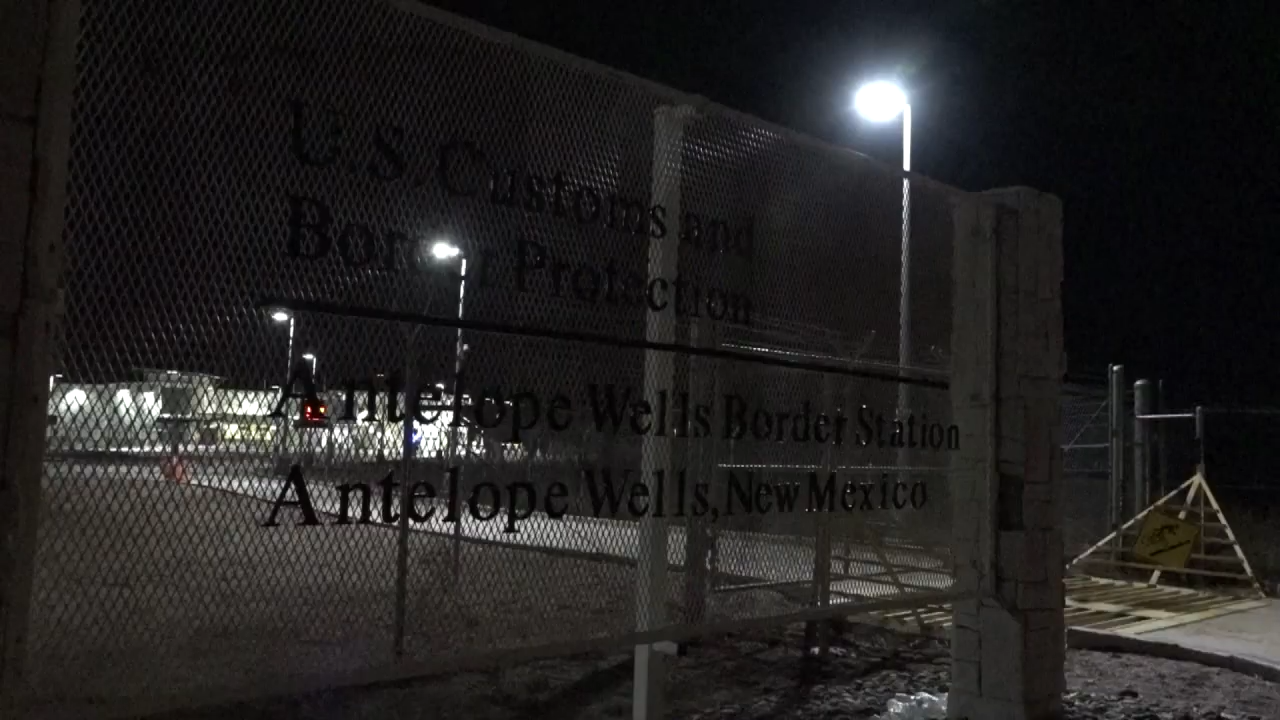 U.S. Customs and
Border Protection
Antelope Wells Border Station
Antelope Wells, New Mexico